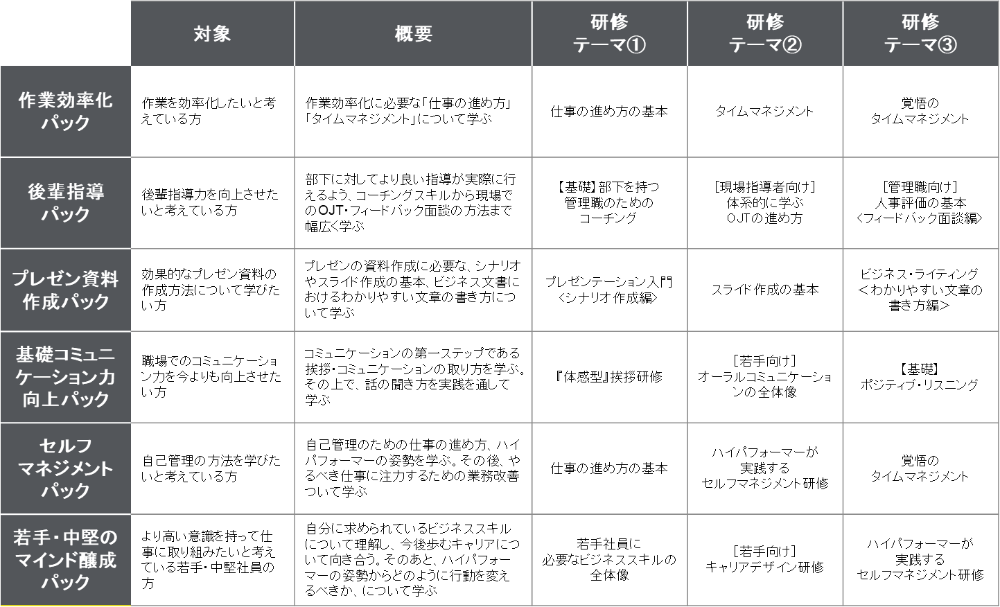 対象
概要
研修
テーマ①
研修
テーマ②
研修
テーマ③
作業効率化
パック
作業を効率化したいと考
えている方
作業効率化に必要な「仕事の進め方」
「タイムマネジメント」について学ぶ
仕事の進め方の基本
タイムマネジメント
覚悟の
タイムマネジメント
後輩指導
パック
後輩指導力を向上させた
いと考えている方
部下に対してより良い指導が実際に行
えるよう、コーチングスキルから現場で
のOJT・フィードバック面談の方法まで
幅広く学ぶ
【基礎】部下を持つ
管理職のための
コーチング
[現場指導者向け]
体系的に学ぶ
OJTの進め方
[管理職向け]
人事評価の基本
<フィードバック面談編>
プレゼン資料
作成パック
効果的なプレゼン資料の
作成方法について学びた
い方
プレゼンの資料作成に必要な、シナリオ
やスライド作成の基本、ビジネス文書に
おけるわかりやすい文章の書き方につ
いて学ぶ
プレゼンテーション入門
<シナリオ作成編>
スライド作成の基本
ビジネス・ライティング
＜わかりやすい文章の
書き方編＞
基礎コミュニ
ケーション力
向上パック
職場でのコミュニケーショ
ン力を今よりも向上させた
い方
コミュニケーションの第一ステップである
挨拶・コミュニケーションの取り方を学ぶ。
その上で、話の聞き方を実践を通して
学ぶ
『体感型』挨拶研修
[若手向け]
オーラルコミュニケーショ
ンの全体像
【基礎】
ポジティブ・リスニング
セルフ
マネジメント
パック
自己管理の方法を学びた
いと考えている方
自己管理のための仕事の進め方、ハイ
パフォーマーの姿勢を学ぶ。その後、や
るべき仕事に注力するための業務改善
ついて学ぶ
仕事の進め方の基本
ハイパフォーマーが
実践する
セルフマネジメント研修
覚悟の
タイムマネジメント
若手・中堅の
マインド醸成
パック
より高い意識を持って仕
事に取り組みたいと考え
ている若手・中堅社員の
方
自分に求められているビジネススキル
について理解し、今後歩むキャリアにつ
いて向き合う。そのあと、ハイパフォー
マーの姿勢からどのように行動を変え
るべきか、について学ぶ
若手社員に
必要なビジネススキルの
全体像
[若手向け]
キャリアデザイン研修
ハイパフォーマーが
実践する
セルフマネジメント研修